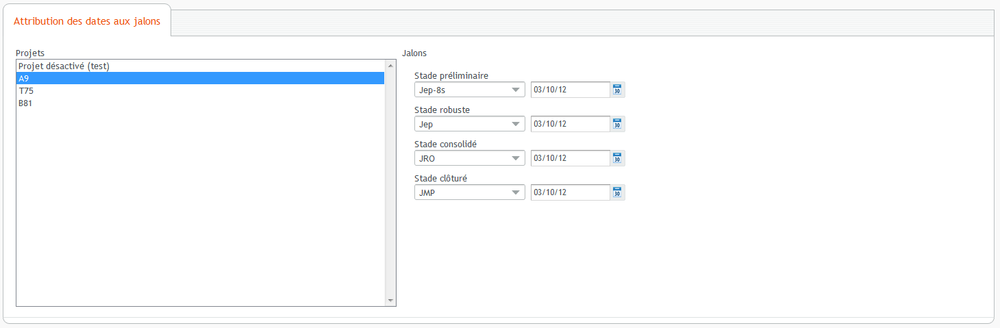 Attribution des dates aux jalons
Projets
Projet désactivé (test)
A9
T75
B81
Jalons
Stade préliminaire
Jep-8s 03/10/12 30
Stade robuste
Jep 03/10/12 30
Stade consolidé
JRO 03/10/12 30
Stade clôturé
JMP 03/10/12 30